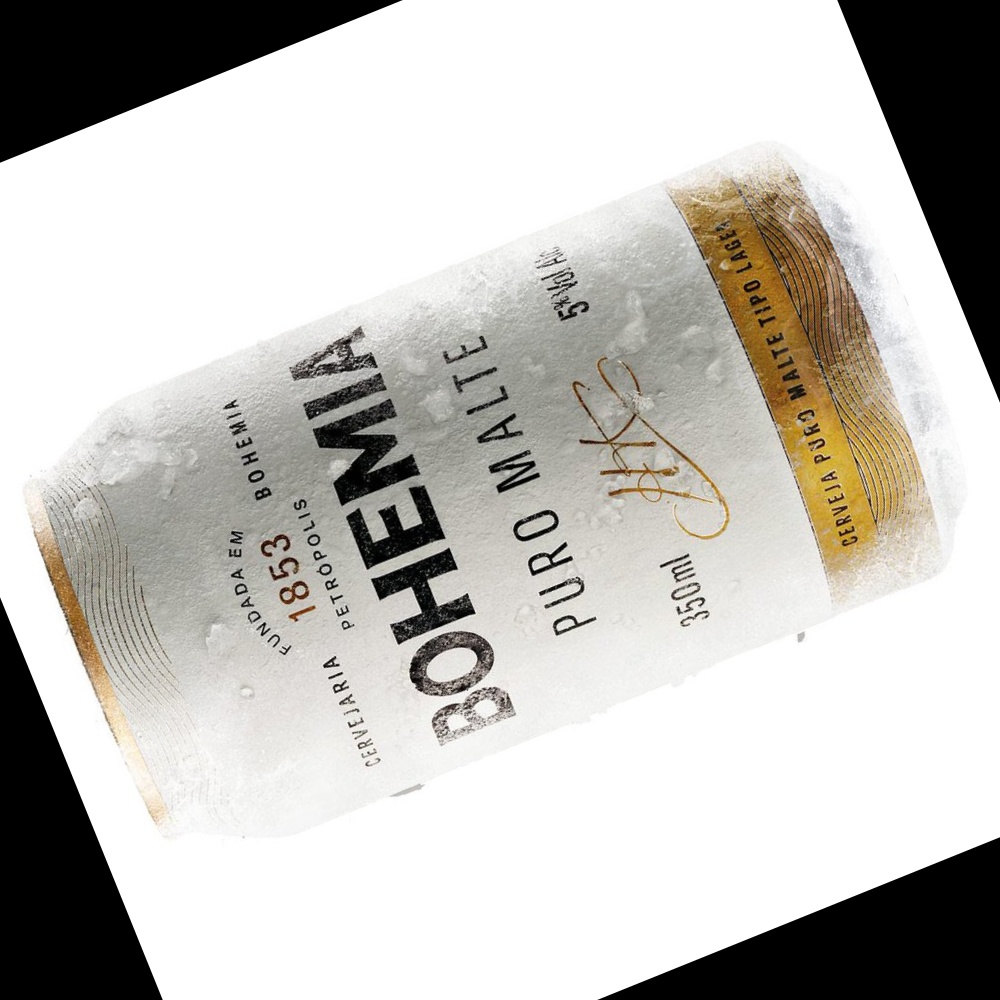 FUNDADA EM
1853
CERVEJARIA PETRÓPOLIS BOHEMIA
BOHEMIA
PURO MALTE
350ml 5% Vol Alc
CERVEJA PURO MALTE TIPO LAGER